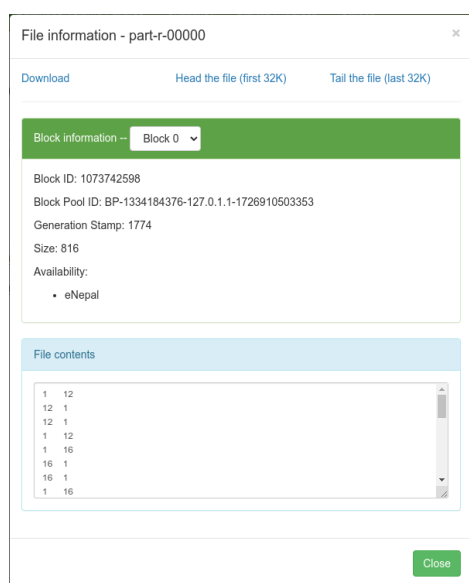 File information - part-r-00000 ×
Download Head the file (first 32K) Tail the file (last 32K)
Block information -- Block 0
Block ID: 1073742598
Block Pool ID: BP-1334184376-127.0.1.1-1726910503353
Generation Stamp: 1774
Size: 816
Availability:
• eNepal
File contents
1 12
12 1
12 1
1 12
1 16
16 1
16 1
1 16
Close